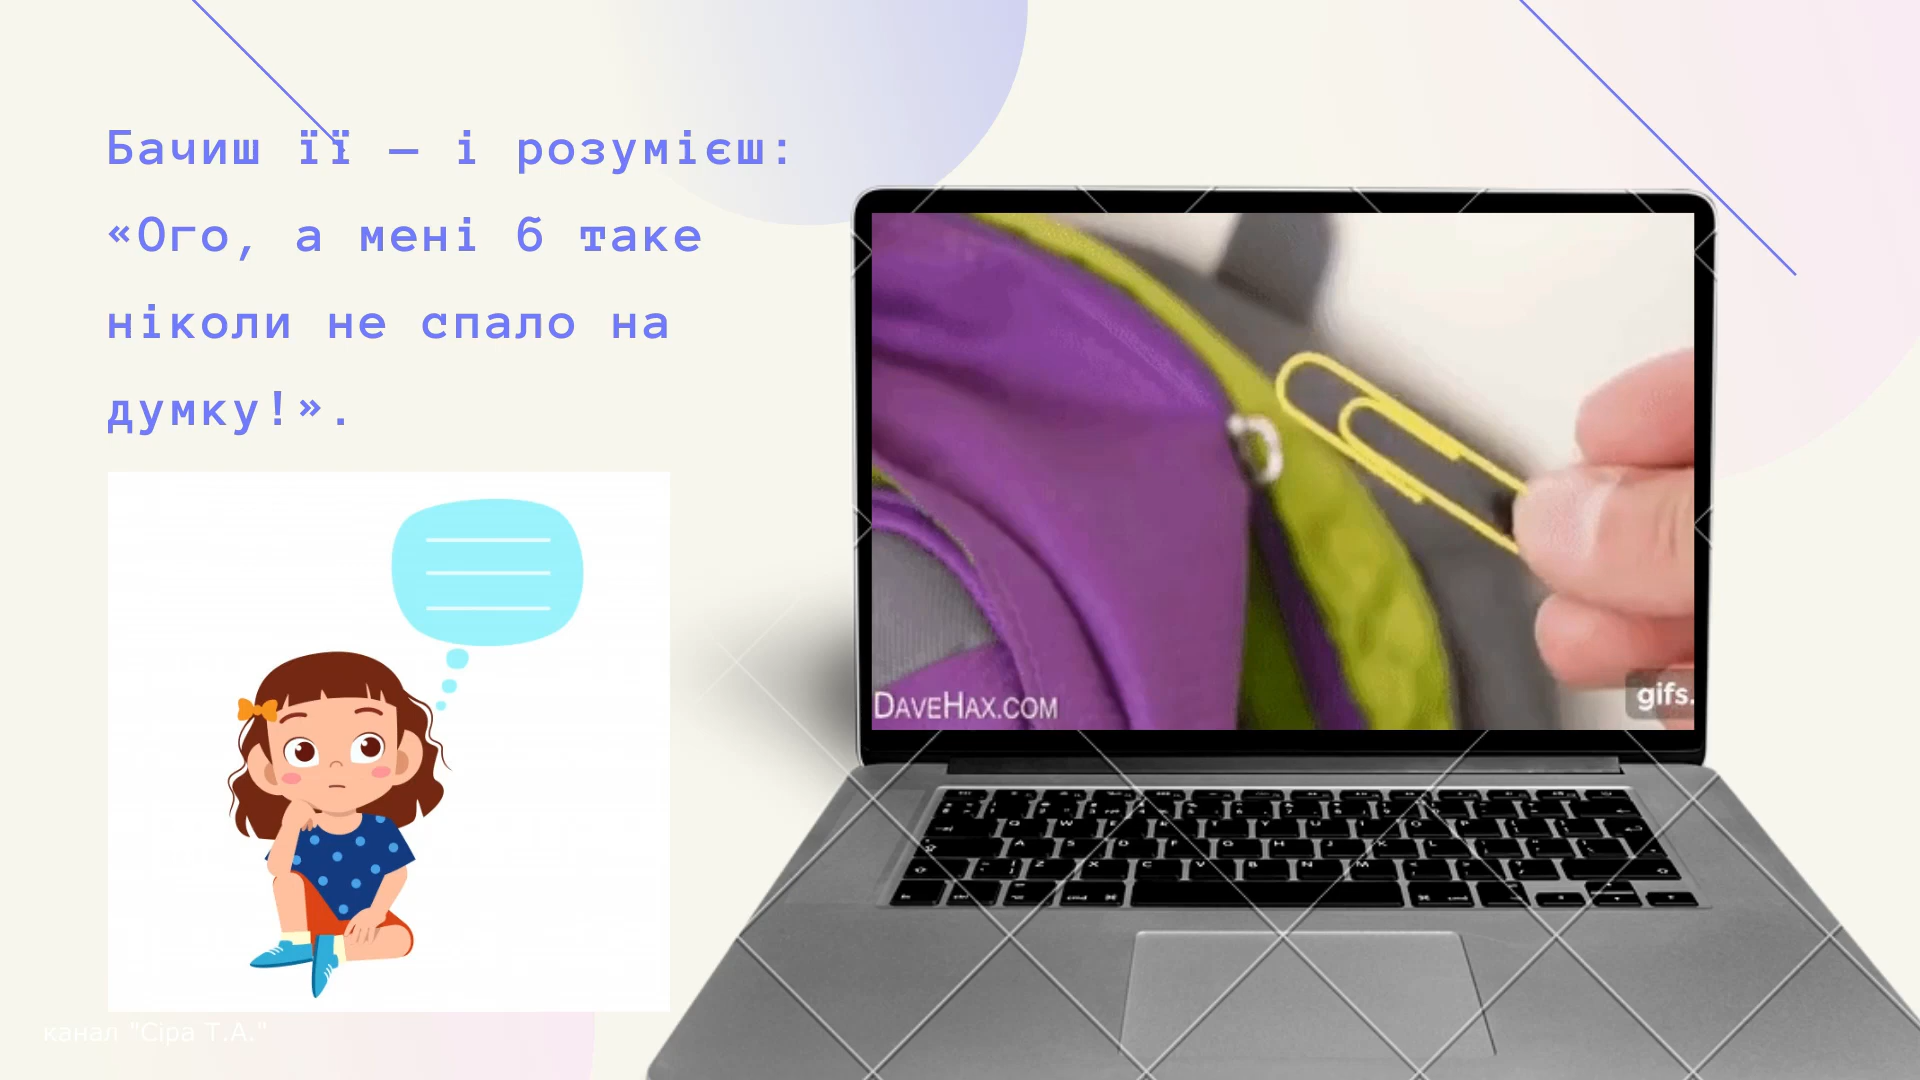 Бачиш її — і розумієш:
«Ого, а мені б таке
ніколи не спало на
думку!».
DAVEHAX.COM
gifs.
канал "Сіра Т.А."